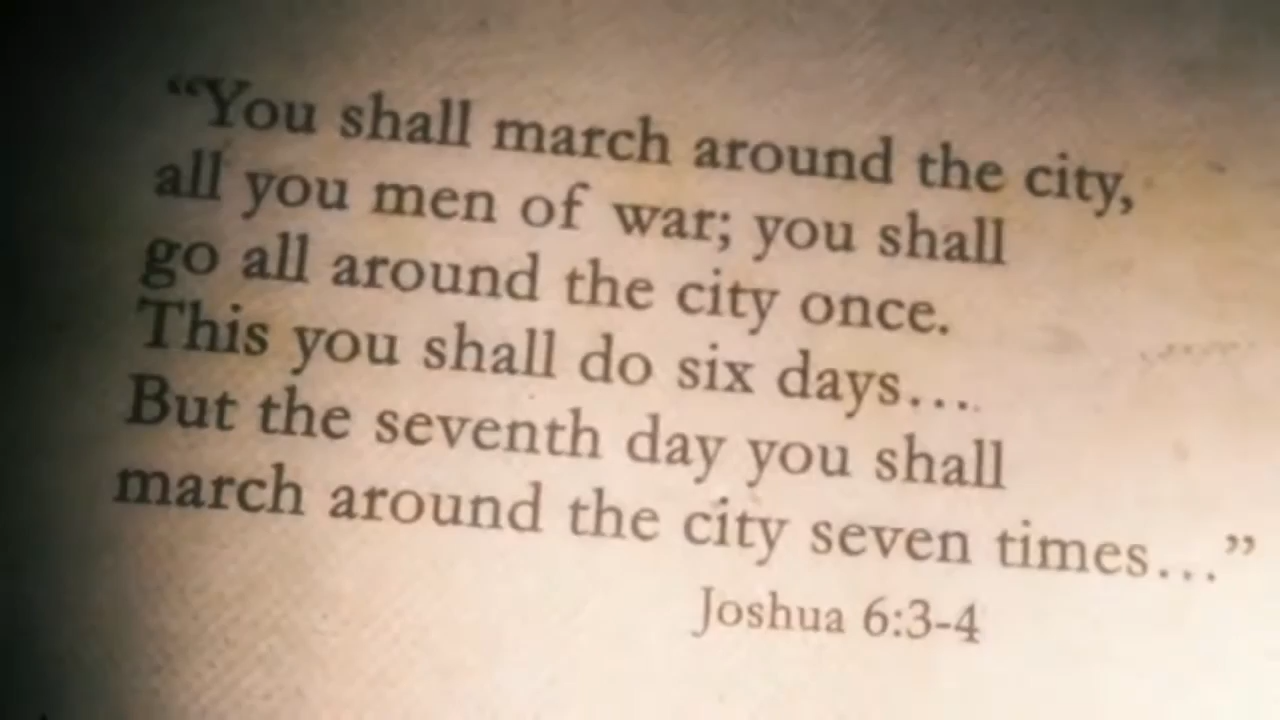 “You shall march around the city,
all you men of war; you shall
go all around the city once.
This you shall do six days....
But the seventh day you shall
march around the city seven times...”
Joshua 6:3-4